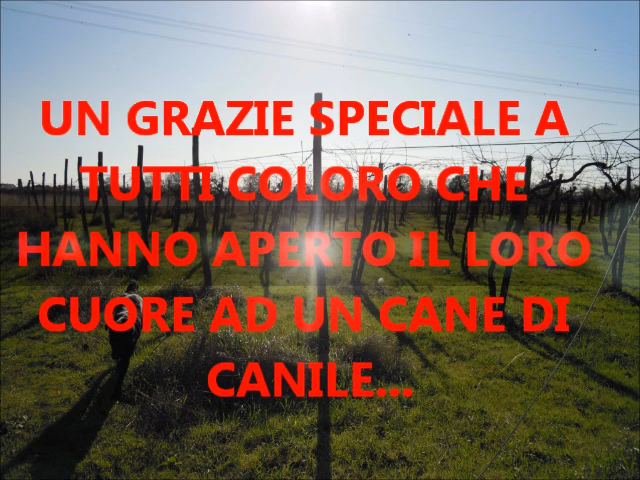 UN GRAZIE SPECIALE A
TUTTI COLORO CHE
HANNO APERTO IL LORO
CUORE AD UN CANE DI
CANILE...